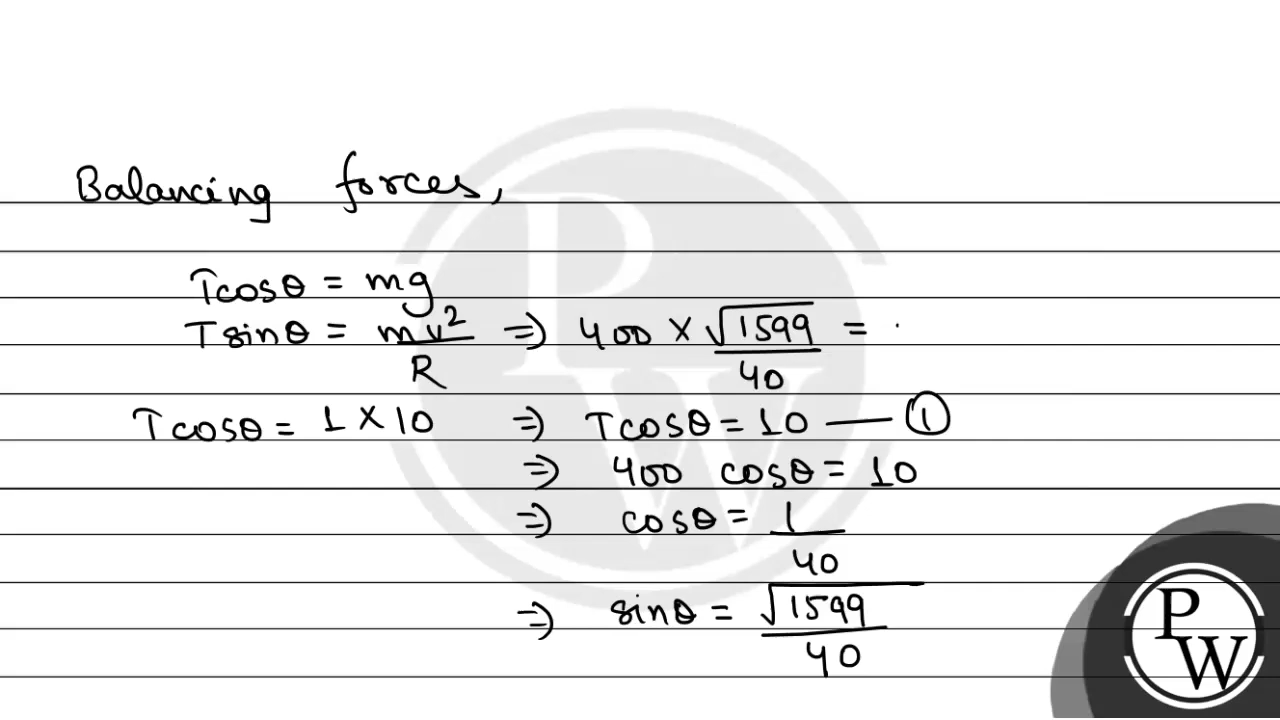 Balancing forces,
Tcosθ = mg
Tsinθ = mv²/R ⇒ 400 × √1599/40 = .
Tcosθ = 1 × 10 ⇒ Tcosθ = 10 — ①
⇒ 400 cosθ = 10
⇒ cosθ = 1/40
⇒ sinθ = √1599/40
P
W
P
W